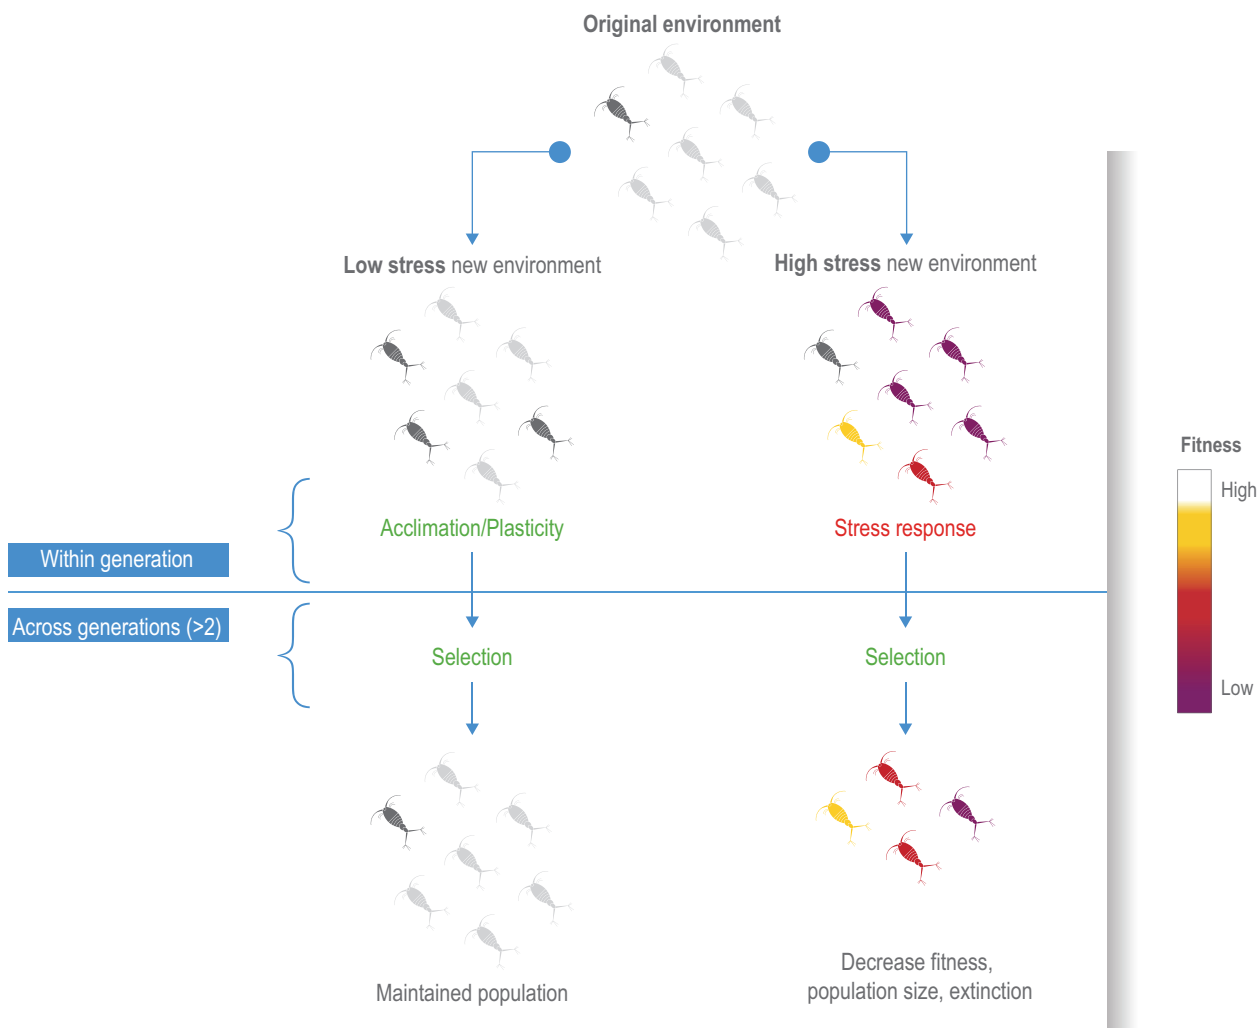 Original environment
Low stress new environment
High stress new environment
Fitness
High
Low
Acclimation/Plasticity
Stress response
Within generation
Across generations (>2)
Selection
Selection
Maintained population
Decrease fitness,
population size, extinction